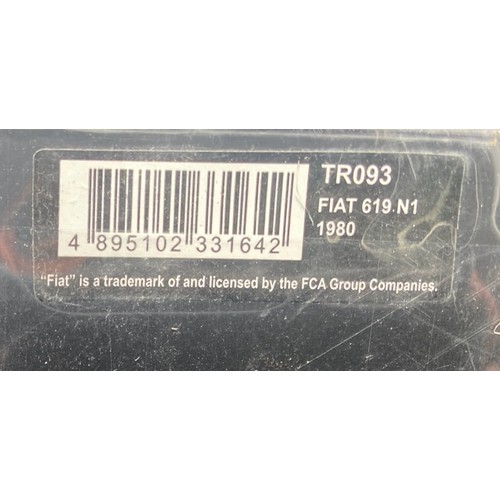 TR093
FIAT 619.N1
1980
4 895102 331642
"Fiat" is a trademark of and licensed by the FCA Group Companies.